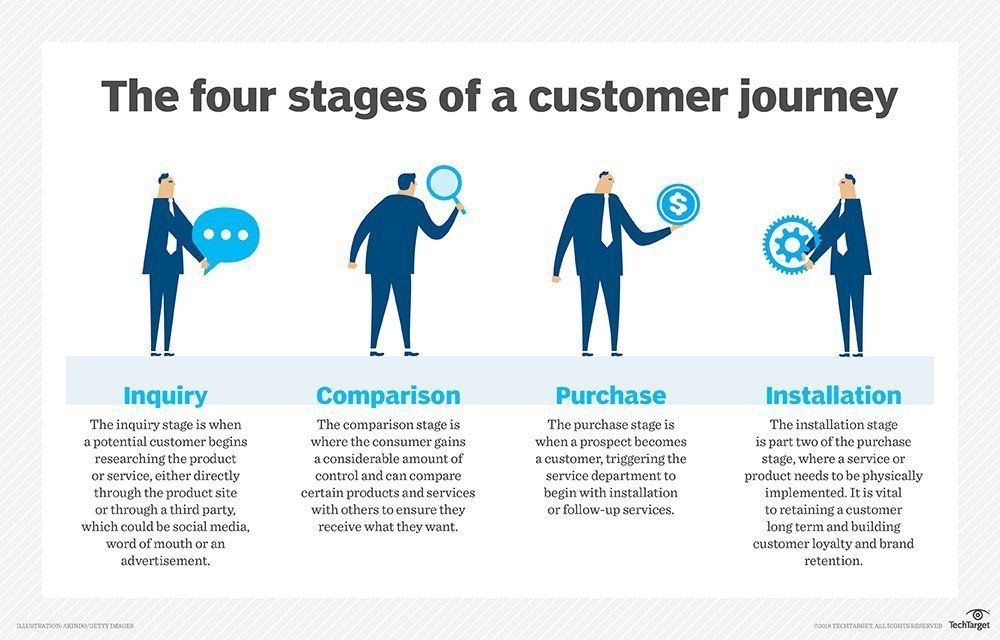 The four stages of a customer journey
Inquiry
The inquiry stage is when
a potential customer begins
researching the product
or service, either directly
through the product site
or through a third party,
which could be social media,
word of mouth or an
advertisement.
Comparison
The comparison stage is
where the consumer gains
a considerable amount of
control and can compare
certain products and services
with others to ensure they
receive what they want.
Purchase
The purchase stage is
when a prospect becomes
a customer, triggering the
service department to
begin with installation
or follow-up services.
Installation
The installation stage
is part two of the purchase
stage, where a service or
product needs to be physically
implemented. It is vital
to retaining a customer
long term and building
customer loyalty and brand
retention.
ILLUSTRATION: AKINDO/GETTY IMAGES
©2018 TECHTARGET. ALL RIGHTS RESERVED
TechTarget